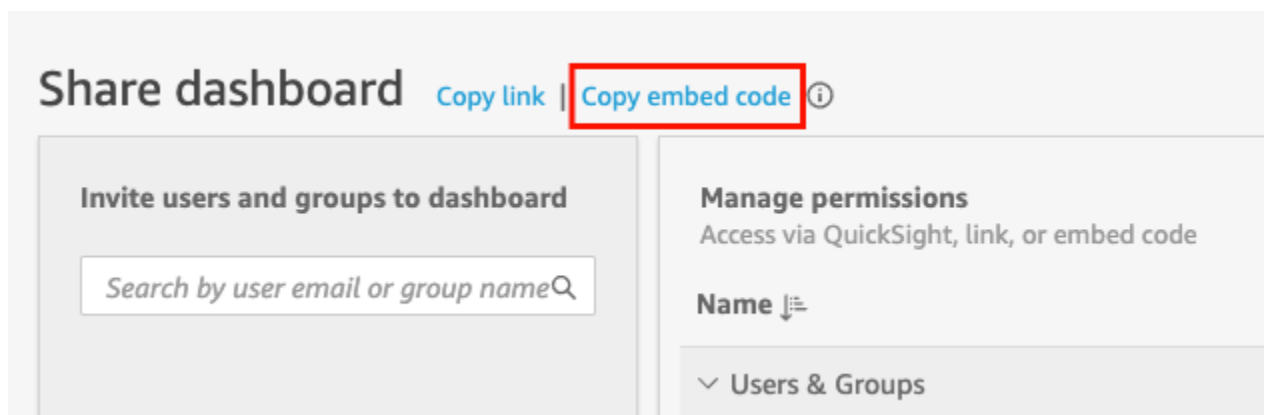 Share dashboard Copy link | Copy embed code
Invite users and groups to dashboard
Search by user email or group name
Manage permissions
Access via QuickSight, link, or embed code
Name
Users & Groups